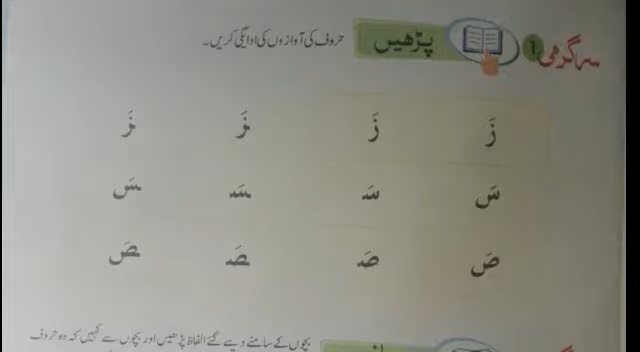 سرگرمی 1 پڑھیں حروف کی آوازوں کی ادائیگی کریں۔
زَ زَ ـزَ ـزَ
سَ سَـ ـسَـ ـسَ
صَ صَـ ـصَـ ـصَ
بچوں کے سامنے دیے گئے الفاظ پڑھیں اور بچوں سے کہیں کہ وہ حروف